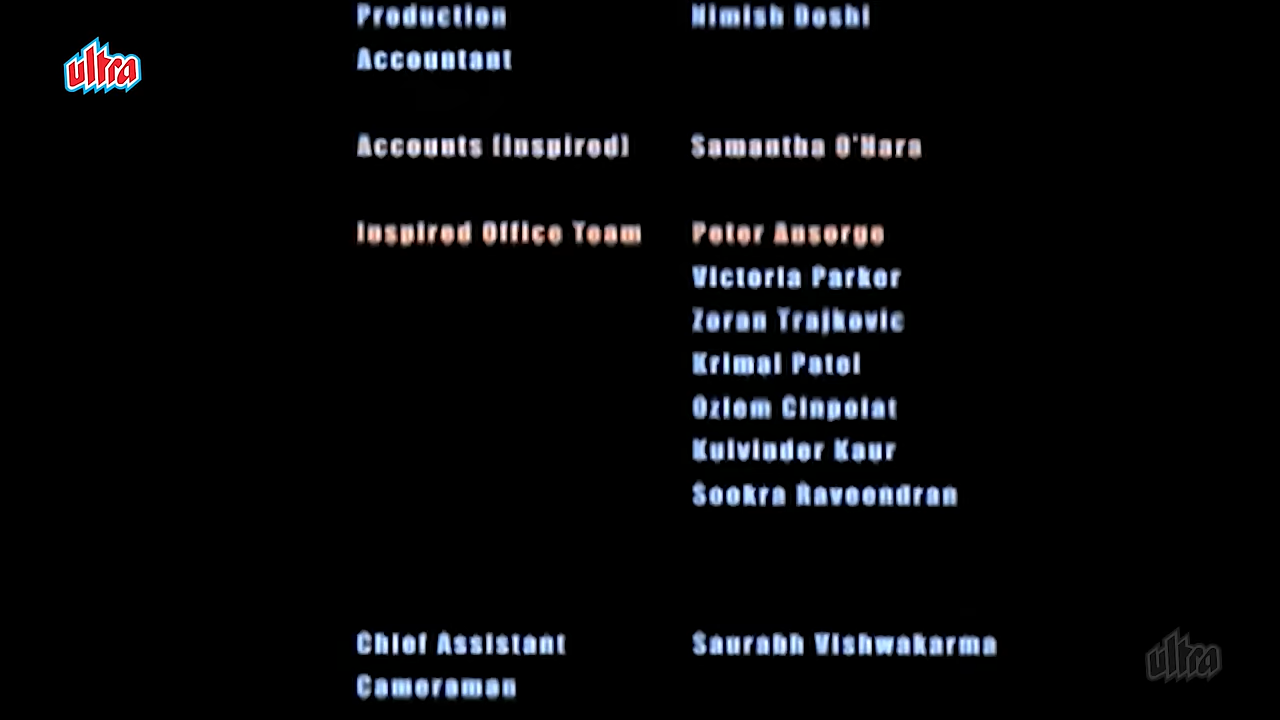 ultra
Production Nimish Doshi
Accountant
Accounts (Inspired) Samantha O'Hara
Inspired Office Team Peter Ansorge
Victoria Parker
Zoran Trajkovic
Krimal Patel
Ozlem Cinpolat
Kulvinder Kaur
Sookra Raveendran
Chief Assistant Saurabh Vishwakarma
Cameraman
ultra